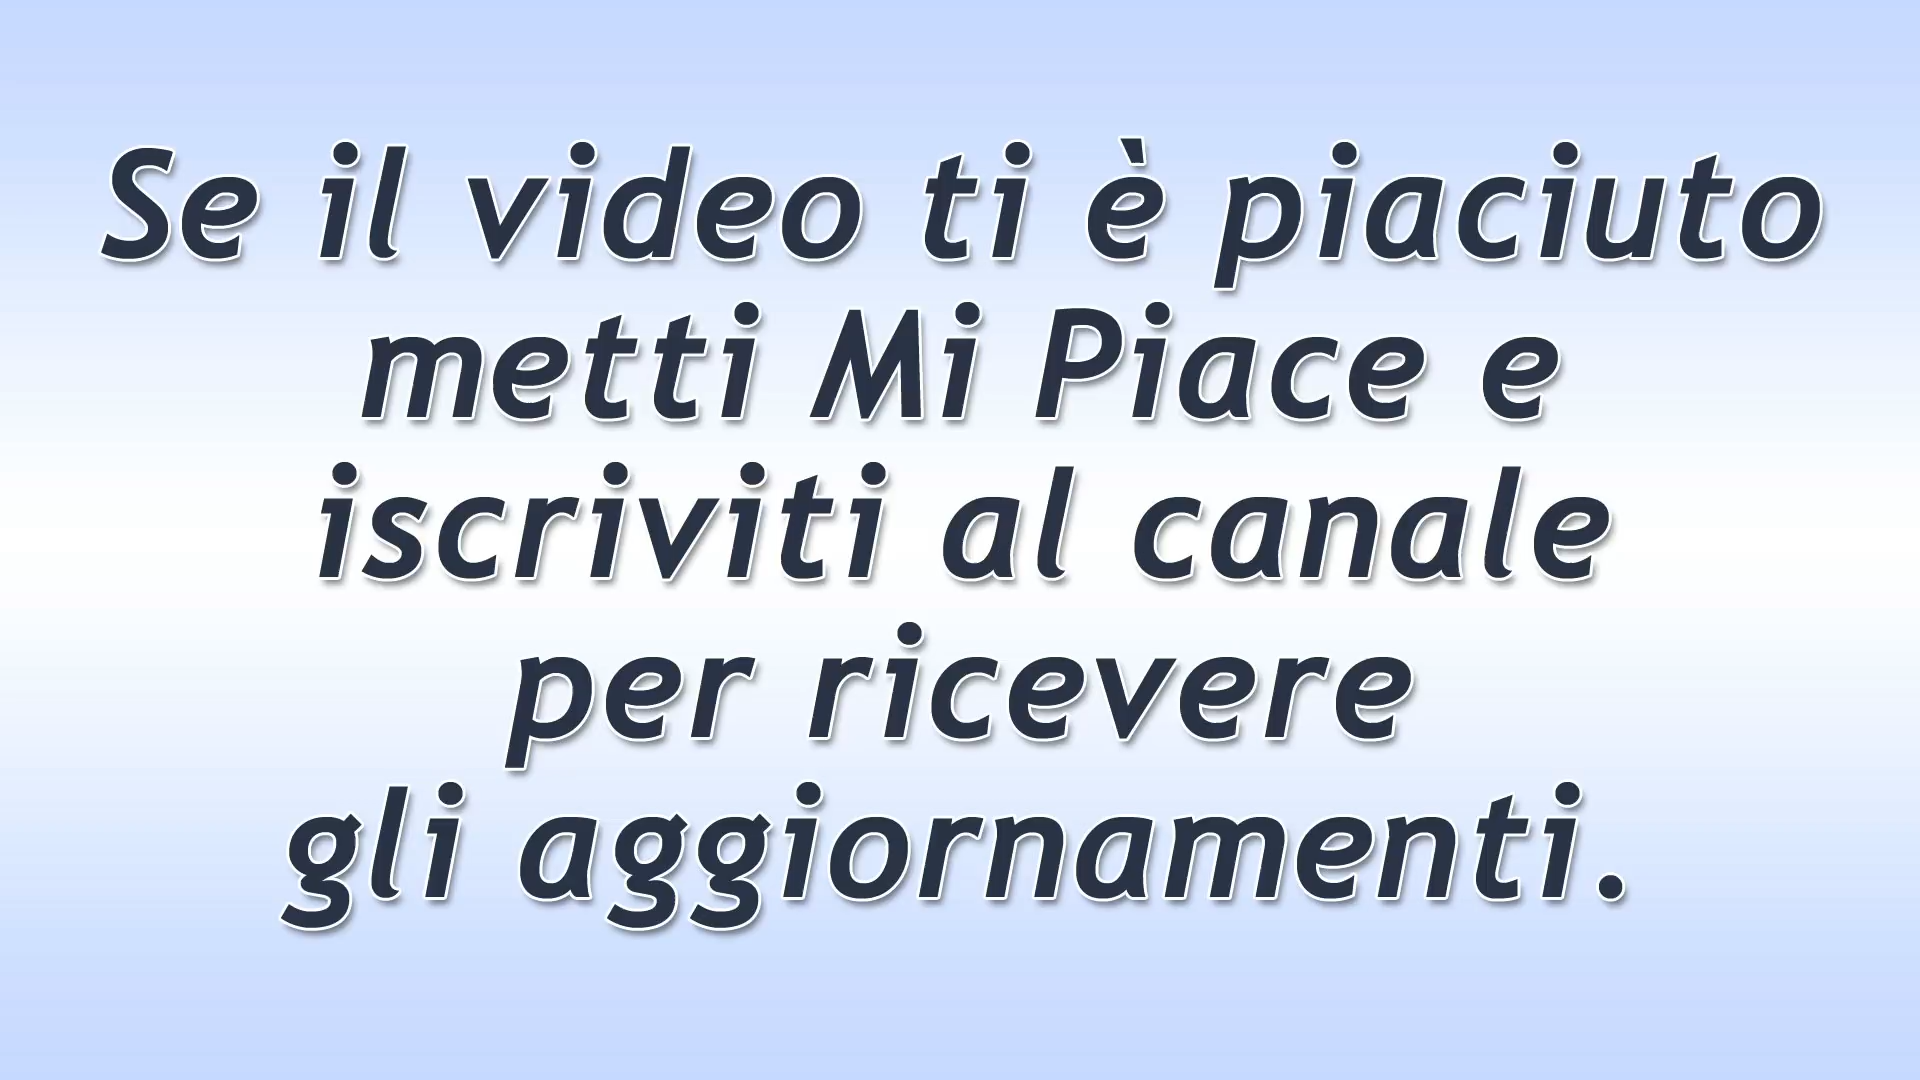 Se il video ti è piaciuto
metti Mi Piace e
iscriviti al canale
per ricevere
gli aggiornamenti.